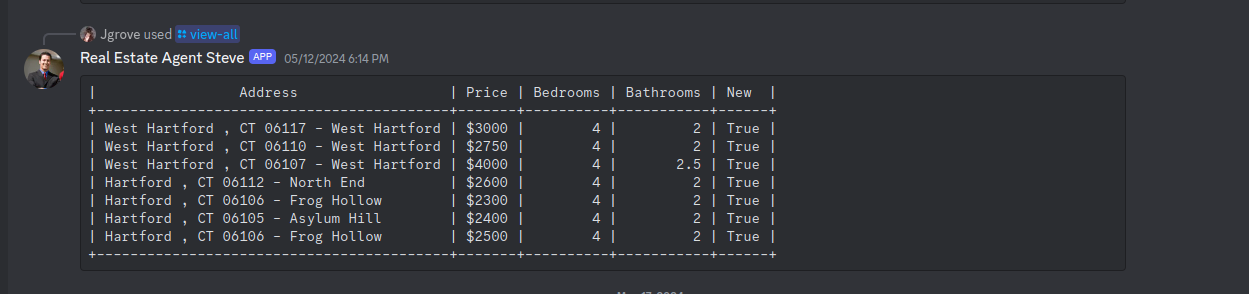 Jgrove used view-all
Real Estate Agent Steve APP 05/12/2024 6:14 PM
|                 Address                  | Price | Bedrooms | Bathrooms | New  |
+------------------------------------------+-------+----------+-----------+------+
| West Hartford , CT 06117 - West Hartford | $3000 |        4 |         2 | True |
| West Hartford , CT 06110 - West Hartford | $2750 |        4 |         2 | True |
| West Hartford , CT 06107 - West Hartford | $4000 |        4 |       2.5 | True |
| Hartford , CT 06112 - North End          | $2600 |        4 |         2 | True |
| Hartford , CT 06106 - Frog Hollow        | $2300 |        4 |         2 | True |
| Hartford , CT 06105 - Asylum Hill        | $2400 |        4 |         2 | True |
| Hartford , CT 06106 - Frog Hollow        | $2500 |        4 |         2 | True |
+------------------------------------------+-------+----------+-----------+------+